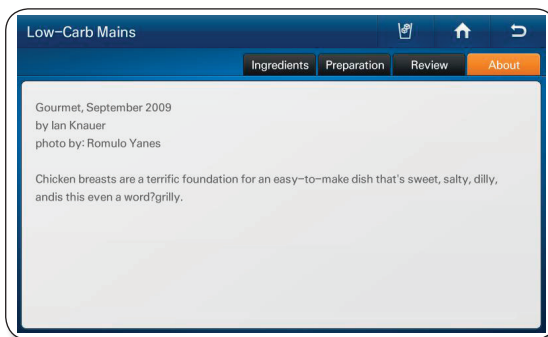 Low-Carb Mains
Ingredients Preparation Review About
Gourmet, September 2009
by Ian Knauer
photo by: Romulo Yanes
Chicken breasts are a terrific foundation for an easy-to-make dish that's sweet, salty, dilly,
andis this even a word?grilly.